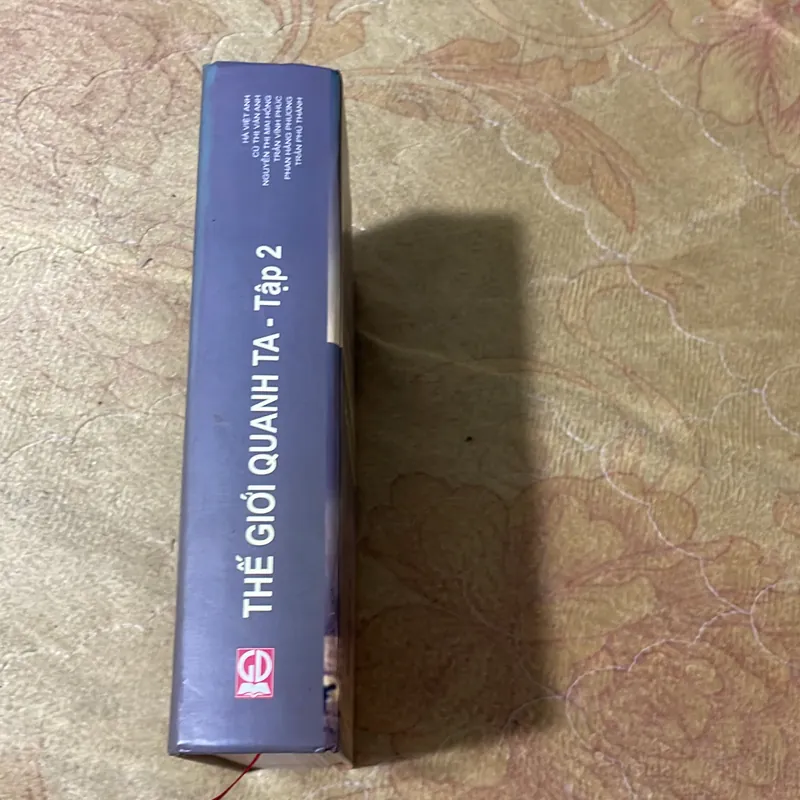 HÀ VIỆT ANH
CÙ THỊ VÂN ANH
NGUYỄN THỊ MAI HỒNG
TRẦN VĨNH PHÚC
PHAN HẰNG PHƯƠNG
TRẦN PHÚ THÀNH
THẾ GIỚI QUANH TA - Tập 2
GD